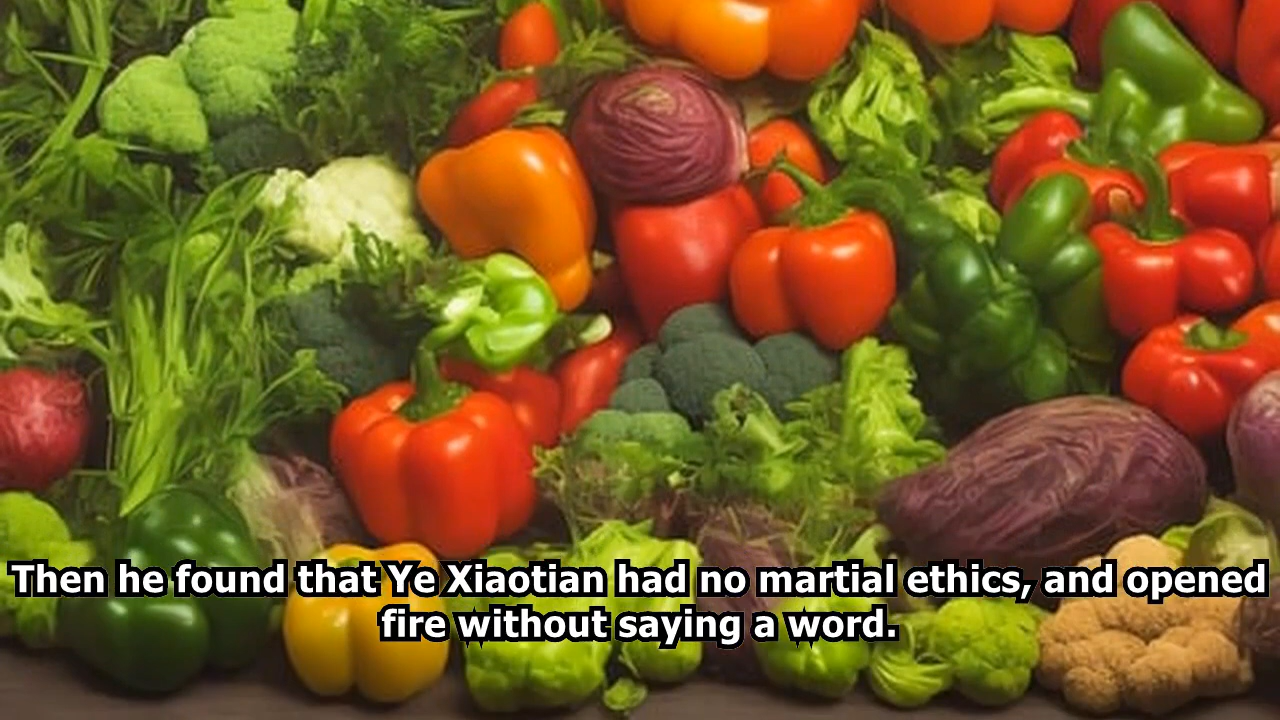 Then he found that Ye Xiaotian had no martial ethics, and opened
fire without saying a word.